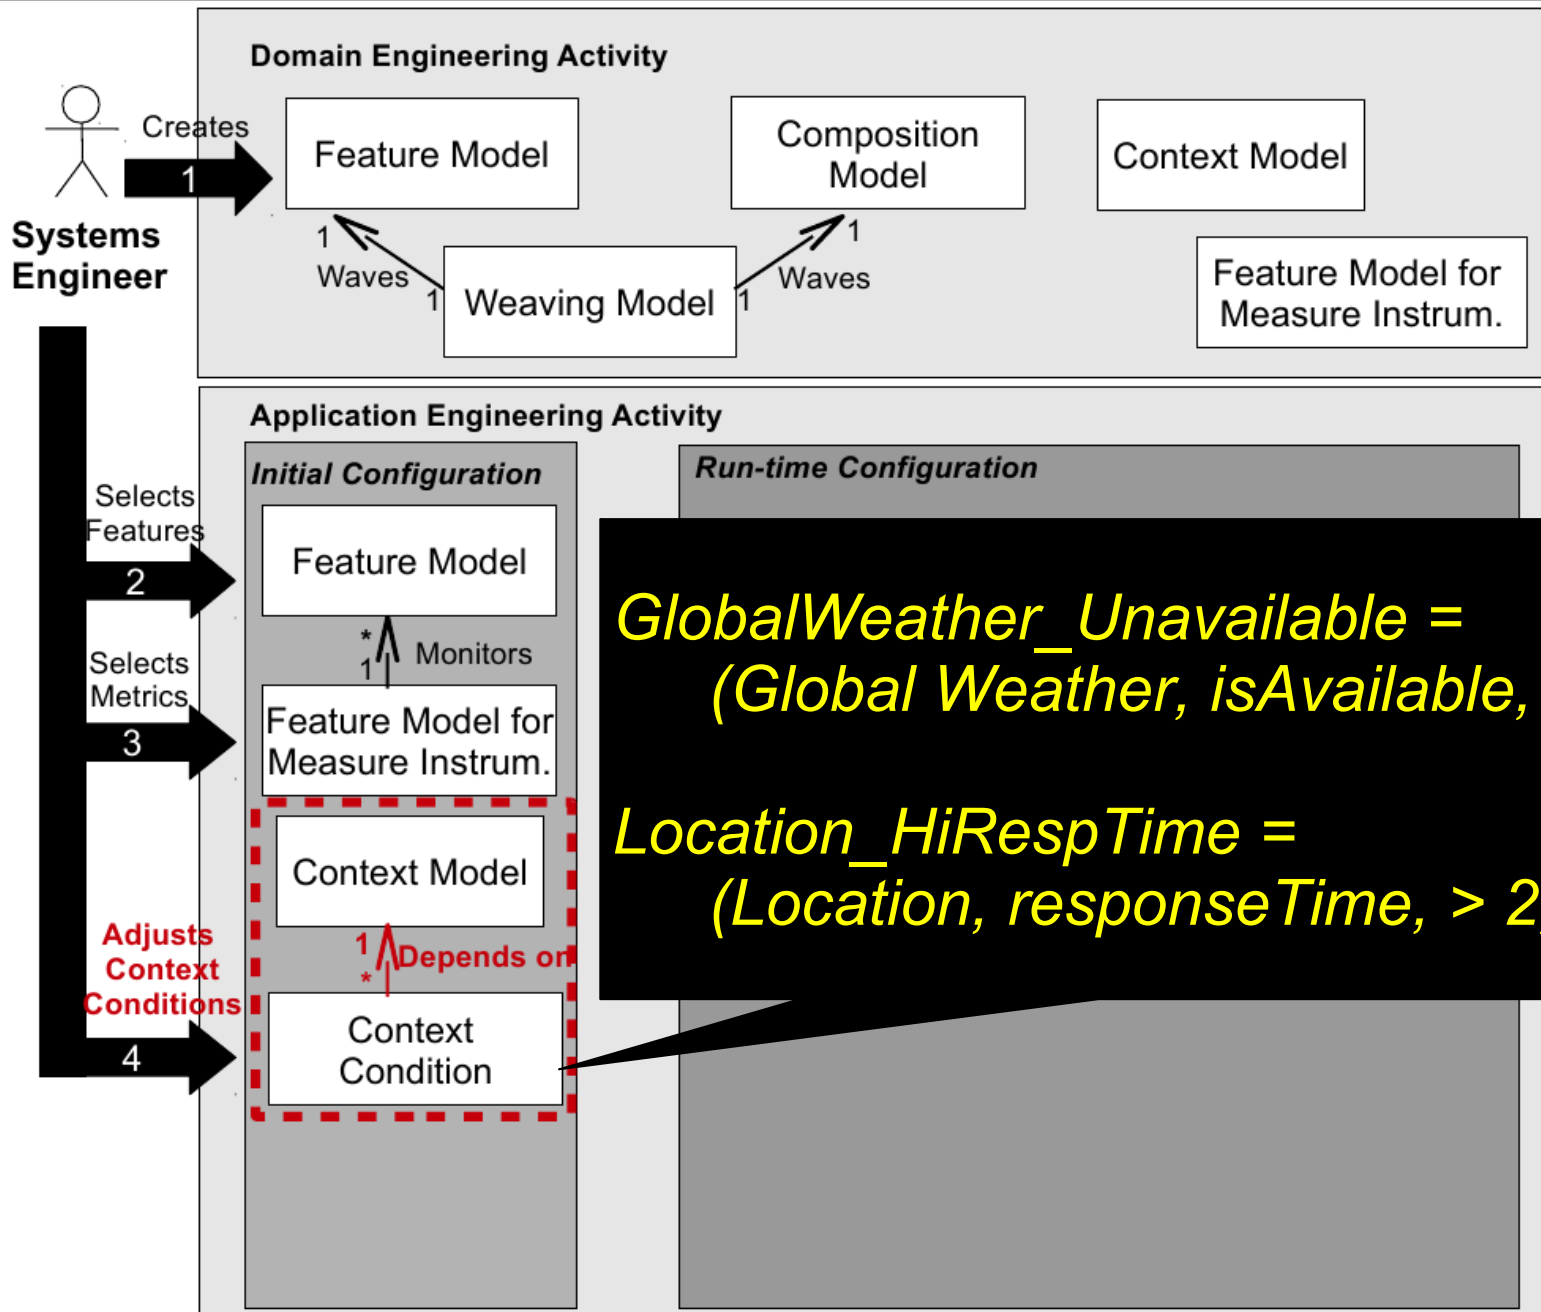 Domain Engineering Activity
Creates
1
Systems
Engineer
Feature Model
Composition
Model
Context Model
1
Waves
1
Weaving Model
1
Waves
1
Feature Model for
Measure Instrum.
Application Engineering Activity
Initial Configuration
Run-time Configuration
Selects
Features
2
Feature Model
*
1
Monitors
Selects
Metrics
3
Feature Model for
Measure Instrum.
Context Model
1
*
Depends on
Adjusts
Context
Conditions
4
Context
Condition
GlobalWeather_Unavailable =
(Global Weather, isAvailable,
Location_HiRespTime =
(Location, responseTime, > 2